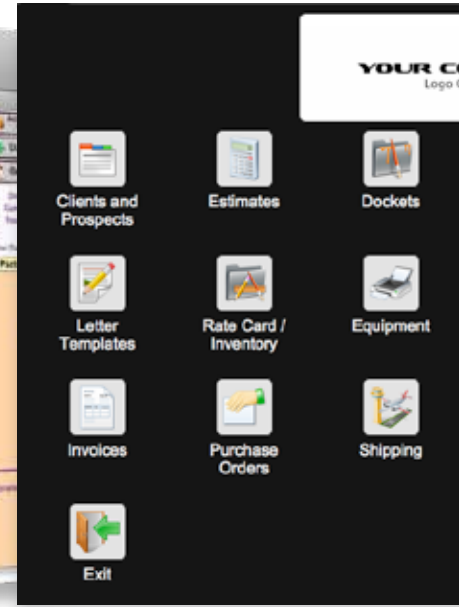 YOUR CO
Logo
Clients and
Prospects
Estimates
Dockets
Letter
Templates
Rate Card /
Inventory
Equipment
Invoices
Purchase
Orders
Shipping
Exit